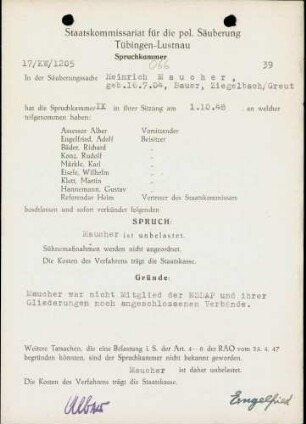 Staatskommissariat für die pol. Säuberung
Tübingen-Lustnau
Spruchkammer
17/KW/1205
066
39
In der Säuberungssache Heinrich Maucher,
geb.16.7.04, Bauer, Ziegelbach/Greut
hat die Spruchkammer IX in ihrer Sitzung am 1.10.48 an welcher
teilgenommen haben:
Assessor Alber Vorsitzender
Engelfried, Adolf Beisitzer
Bäder, Richard "
Konz, Rudolf "
Märkle, Karl "
Eisele, Wilhelm "
Klett, Martin "
Hannemann, Gustav "
Referendar Heim Vertreter des Staatskommissars
beschlossen und sofort verkündet folgenden
SPRUCH:
Maucher ist unbelastet.
Sühnemaßnahmen werden nicht angeordnet.
Die Kosten des Verfahrens trägt die Staatskasse.
Gründe:
Maucher war nicht Mitglied der NSDAP und ihrer
Gliederungen noch angeschlossenen Verbände.
Weitere Tatsachen, die eine Belastung i.S. der Art. 4—6 der RAO vom 25. 4. 47
begründen könnten, sind der Spruchkammer nicht bekannt geworden.
Maucher ist daher unbelastet.
Die Kosten des Verfahrens trägt die Staatskasse.
Alber
Engelfried